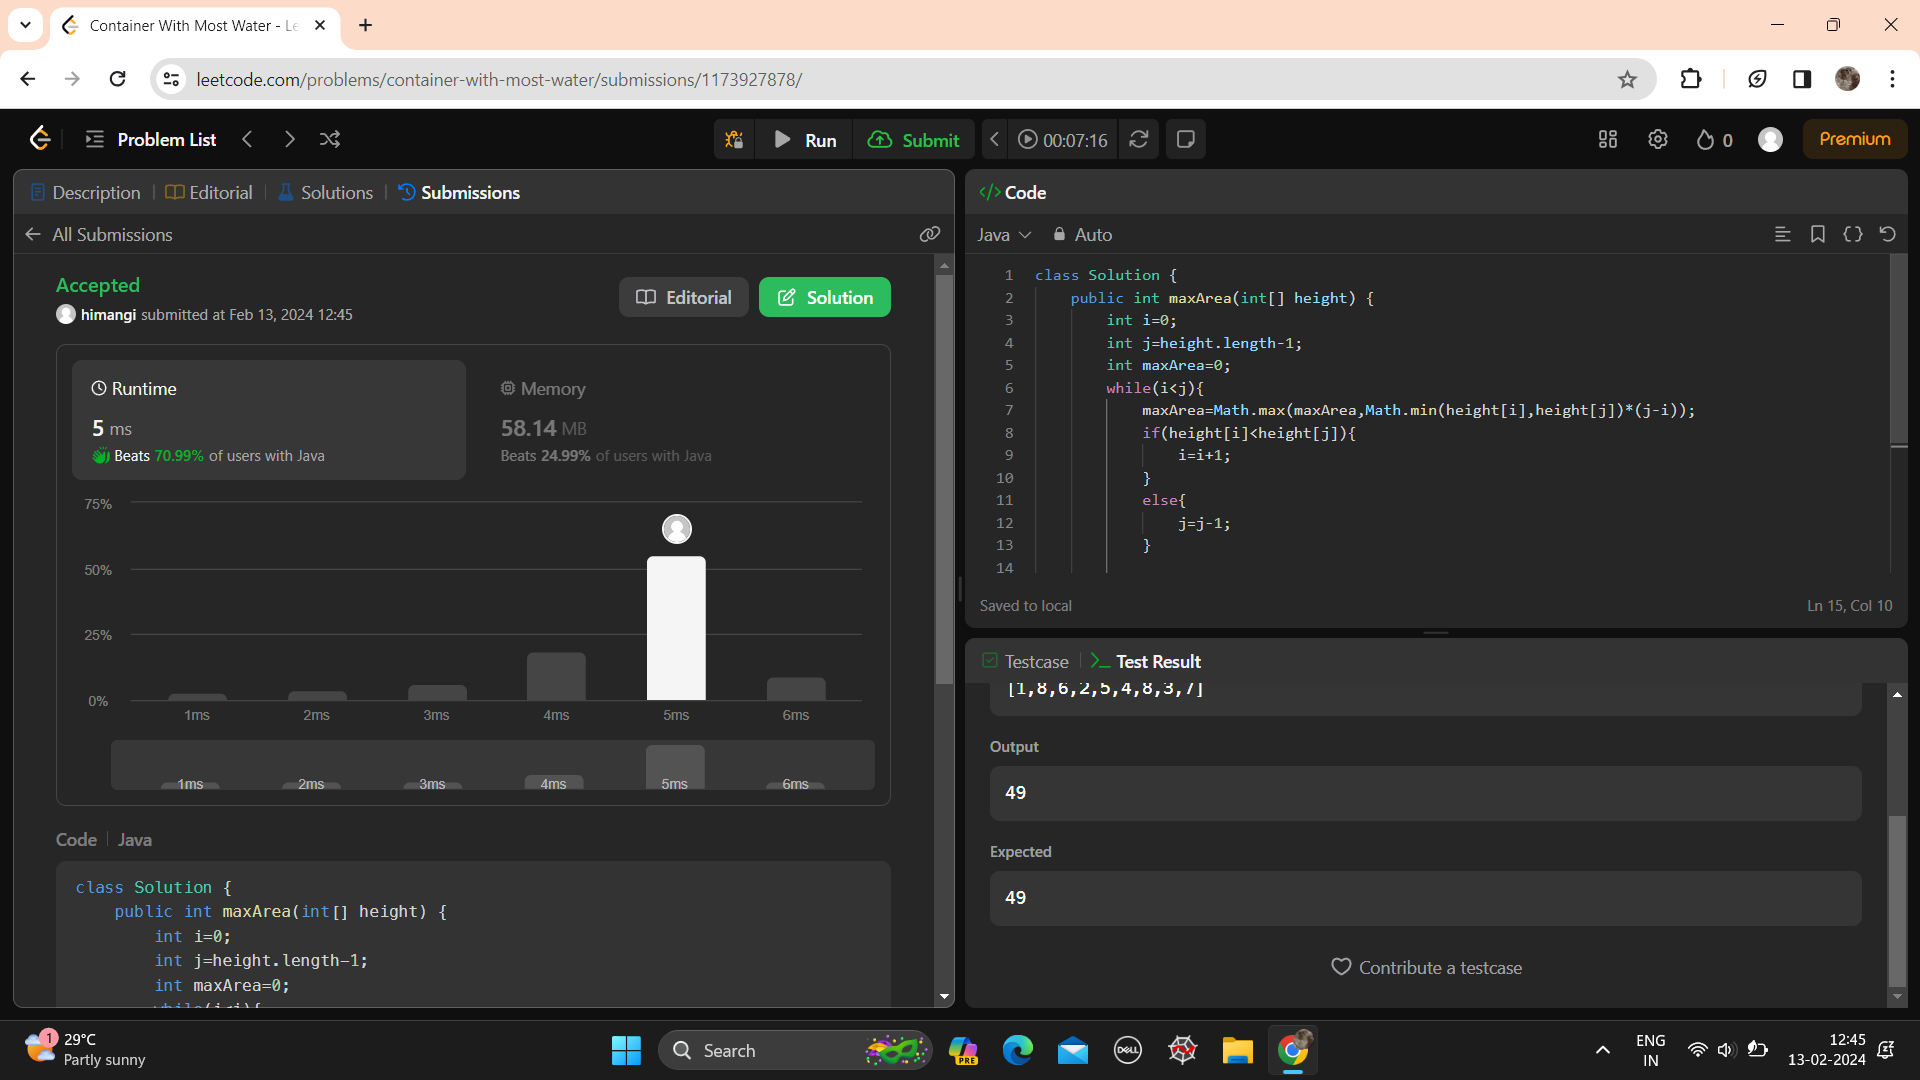 Container With Most Water - Le
leetcode.com/problems/container-with-most-water/submissions/1173927878/
Problem List
Run
Submit
00:07:16
0
Premium
Description
Editorial
Solutions
Submissions
All Submissions
Accepted
himangi submitted at Feb 13, 2024 12:45
Editorial
Solution
Runtime
5 ms
Beats 70.99% of users with Java
Memory
58.14 MB
Beats 24.99% of users with Java
75%
50%
25%
0%
1ms 2ms 3ms 4ms 5ms 6ms
1ms 2ms 3ms 4ms 5ms 6ms
Code Java
class Solution {
public int maxArea(int[] height) {
int i=0;
int j=height.length-1;
int maxArea=0;
while(i<j){
</> Code
Java
Auto
1 class Solution {
2 public int maxArea(int[] height) {
3 int i=0;
4 int j=height.length-1;
5 int maxArea=0;
6 while(i<j){
7 maxArea=Math.max(maxArea,Math.min(height[i],height[j])*(j-i));
8 if(height[i]<height[j]){
9 i=i+1;
10 }
11 else{
12 j=j-1;
13 }
14
Saved to local
Ln 15, Col 10
Testcase
Test Result
[1,8,6,2,5,4,8,3,7]
Output
49
Expected
49
Contribute a testcase
1
29°C
Partly sunny
Search
PRE
DELL
ENG
IN
12:45
13-02-2024